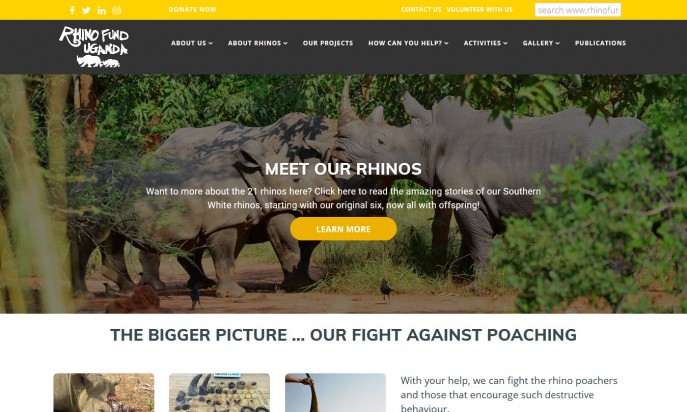 DONATE NOW
CONTACT US
VOLUNTEER WITH US
search www.rhinofur
RHINO FUND
UGANDA
ABOUT US
ABOUT RHINOS
OUR PROJECTS
HOW CAN YOU HELP?
ACTIVITIES
GALLERY
PUBLICATIONS
MEET OUR RHINOS
Want to more about the 21 rhinos here? Click here to read the amazing stories of our Southern
White rhinos, starting with our original six, now all with offspring!
LEARN MORE
THE BIGGER PICTURE ... OUR FIGHT AGAINST POACHING
With your help, we can fight the rhino poachers
and those that encourage such destructive
behaviour.